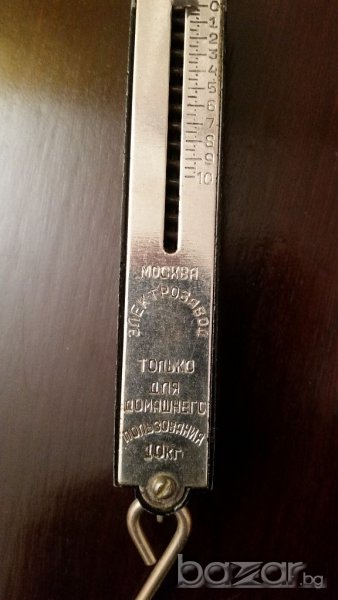 0
1
2
3
4
5
6
7
8
9
10
МОСКВА
ЭЛЕКТРОЗАВОД
ТОЛЬКО
ДЛЯ
ДОМАШНЕГО
ПОЛЬЗОВАНИЯ
10кг
bazar.bg